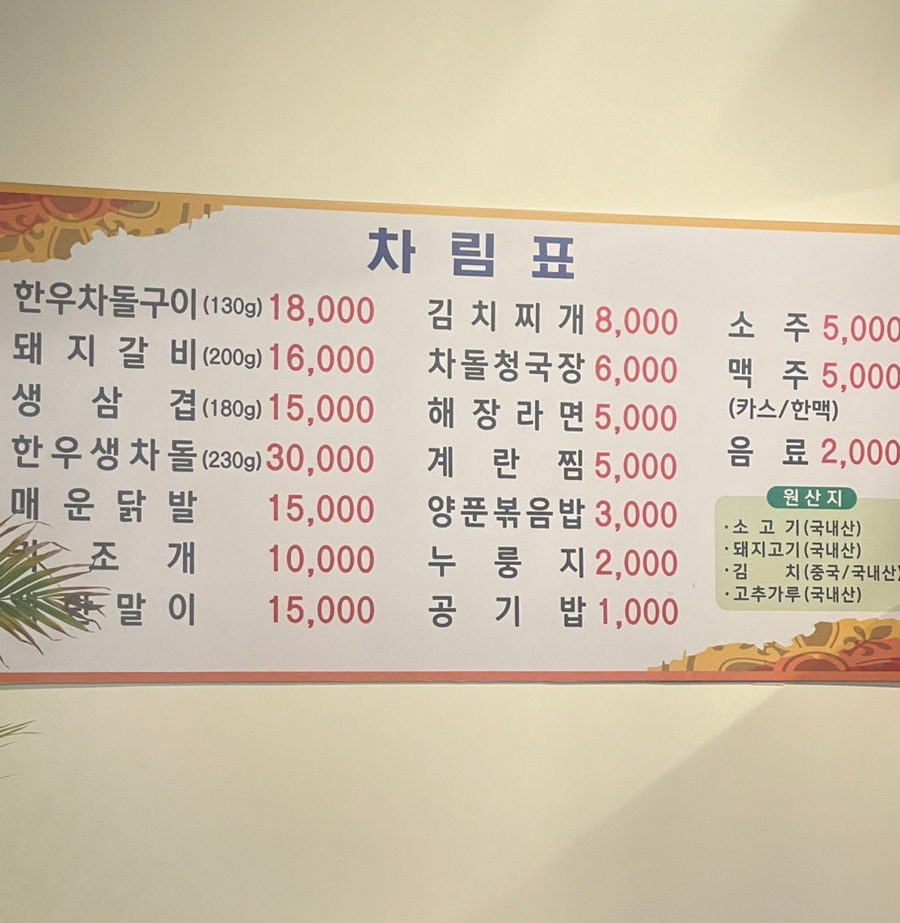 차림표
한우차돌구이(130g) 18,000
돼지갈비(200g) 16,000
생삼겹(180g) 15,000
한우생차돌(230g) 30,000
매운닭발 15,000
조개 10,000
말이 15,000
김치찌개 8,000
차돌청국장 6,000
해장라면 5,000
계란찜 5,000
양푼볶음밥 3,000
누룽지 2,000
공기밥 1,000
소주 5,000
맥주 5,000
(카스/한맥)
음료 2,000
원산지
·소고기(국내산)
·돼지고기(국내산)
·김치(중국/국내산)
·고추가루(국내산)